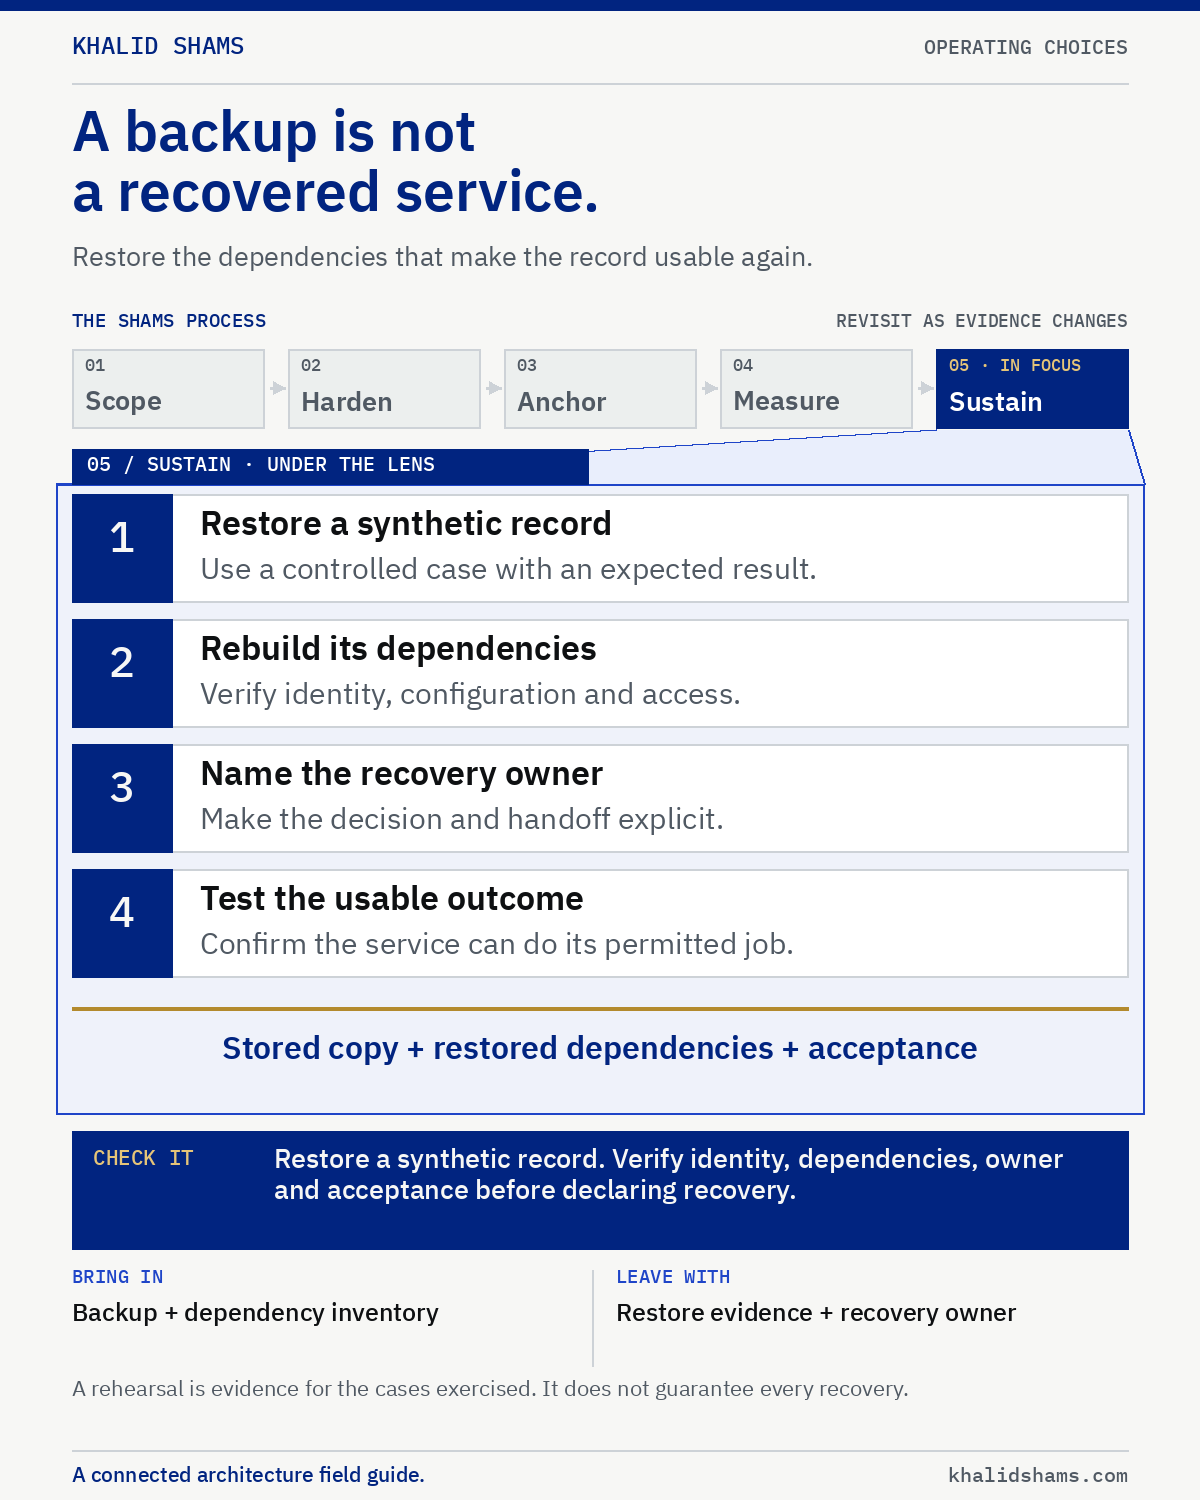 KHALID SHAMS
OPERATING CHOICES
A backup is not
a recovered service.
Restore the dependencies that make the record usable again.
THE SHAMS PROCESS
REVISIT AS EVIDENCE CHANGES
01
Scope
02
Harden
03
Anchor
04
Measure
05 · IN FOCUS
Sustain
05 / SUSTAIN · UNDER THE LENS
1
Restore a synthetic record
Use a controlled case with an expected result.
2
Rebuild its dependencies
Verify identity, configuration and access.
3
Name the recovery owner
Make the decision and handoff explicit.
4
Test the usable outcome
Confirm the service can do its permitted job.
Stored copy + restored dependencies + acceptance
CHECK IT
Restore a synthetic record. Verify identity, dependencies, owner
and acceptance before declaring recovery.
BRING IN
Backup + dependency inventory
LEAVE WITH
Restore evidence + recovery owner
A rehearsal is evidence for the cases exercised. It does not guarantee every recovery.
A connected architecture field guide.
khalidshams.com